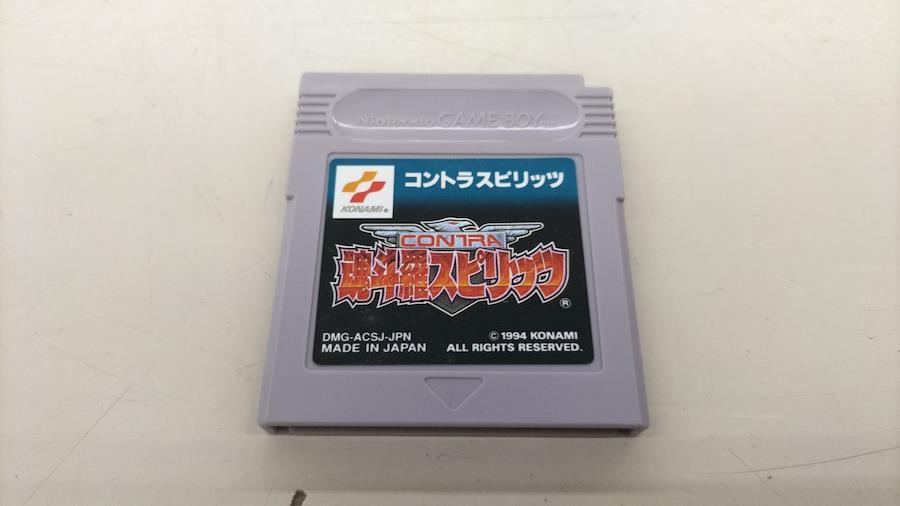 Nintendo GAME BOY™
KONAMI®
コントラスピリッツ
CONTRA
魂斗羅スピリッツ
®
DMG-ACSJ-JPN
© 1994 KONAMI
MADE IN JAPAN
ALL RIGHTS RESERVED.